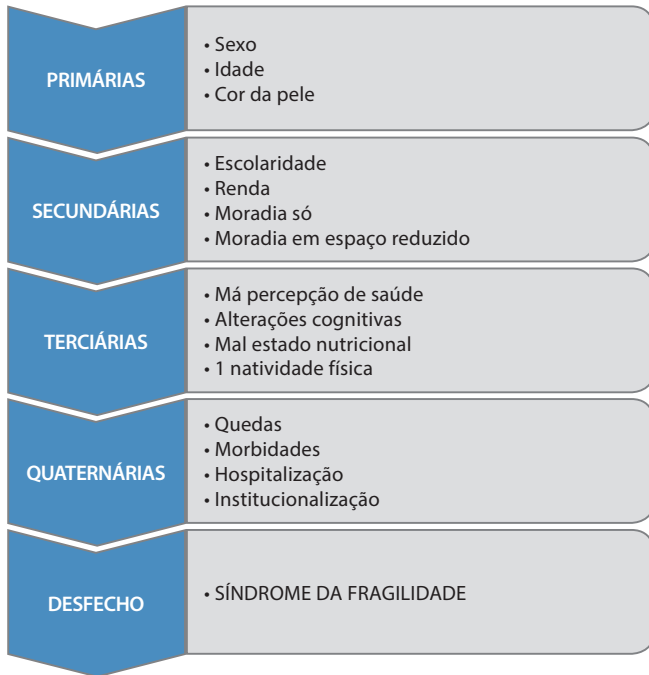 PRIMÁRIAS
• Sexo
• Idade
• Cor da pele
SECUNDÁRIAS
• Escolaridade
• Renda
• Moradia só
• Moradia em espaço reduzido
TERCIÁRIAS
• Má percepção de saúde
• Alterações cognitivas
• Mal estado nutricional
• 1 natividade física
QUATERNÁRIAS
• Quedas
• Morbidades
• Hospitalização
• Institucionalização
DESFECHO
• SÍNDROME DA FRAGILIDADE